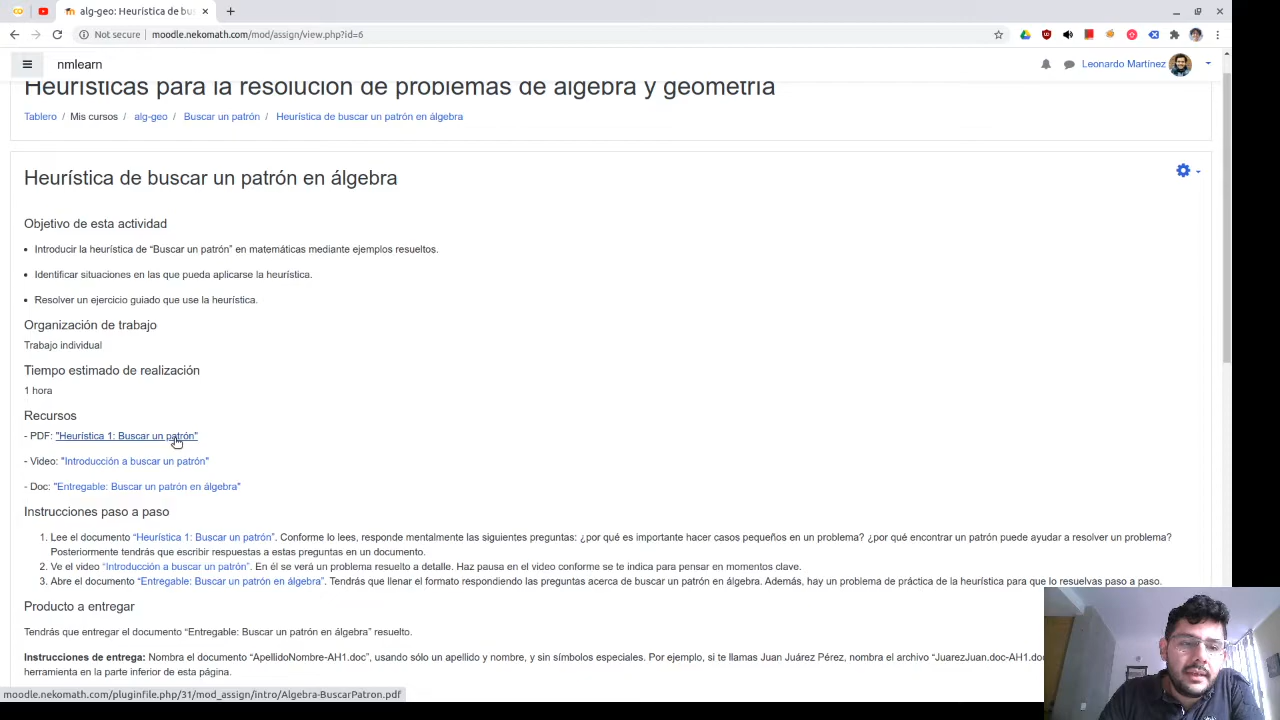 alg-geo: Heurística de bus
Not secure
moodle.nekomath.com/mod/assign/view.php?id=6
nmlearn
Leonardo Martínez
Heurísticas para la resolución de problemas de álgebra y geometría
Tablero / Mis cursos / alg-geo / Buscar un patrón / Heurística de buscar un patrón en álgebra
Heurística de buscar un patrón en álgebra
Objetivo de esta actividad
• Introducir la heurística de “Buscar un patrón” en matemáticas mediante ejemplos resueltos.
• Identificar situaciones en las que pueda aplicarse la heurística.
• Resolver un ejercicio guiado que use la heurística.
Organización de trabajo
Trabajo individual
Tiempo estimado de realización
1 hora
Recursos
- PDF: "Heurística 1: Buscar un patrón"
- Video: "Introducción a buscar un patrón"
- Doc: "Entregable: Buscar un patrón en álgebra"
Instrucciones paso a paso
1. Lee el documento “Heurística 1: Buscar un patrón”. Conforme lo lees, responde mentalmente las siguientes preguntas: ¿por qué es importante hacer casos pequeños en un problema? ¿por qué encontrar un patrón puede ayudar a resolver un problema?
Posteriormente tendrás que escribir respuestas a estas preguntas en un documento.
2. Ve el video “Introducción a buscar un patrón”. En él se verá un problema resuelto a detalle. Haz pausa en el video conforme se te indica para pensar en momentos clave.
3. Abre el documento “Entregable: Buscar un patrón en álgebra”. Tendrás que llenar el formato respondiendo las preguntas acerca de buscar un patrón en álgebra. Además, hay un problema de práctica de la heurística para que lo resuelvas paso a paso.
Producto a entregar
Tendrás que entregar el documento “Entregable: Buscar un patrón en álgebra” resuelto.
Instrucciones de entrega: Nombra el documento “ApellidoNombre-AH1.doc”, usando sólo un apellido y nombre, y sin símbolos especiales. Por ejemplo, si te llamas Juan Juárez Pérez, nombra el archivo “JuarezJuan.doc-AH1.do
herramienta en la parte inferior de esta página.
moodle.nekomath.com/pluginfile.php/31/mod_assign/intro/Algebra-BuscarPatron.pdf